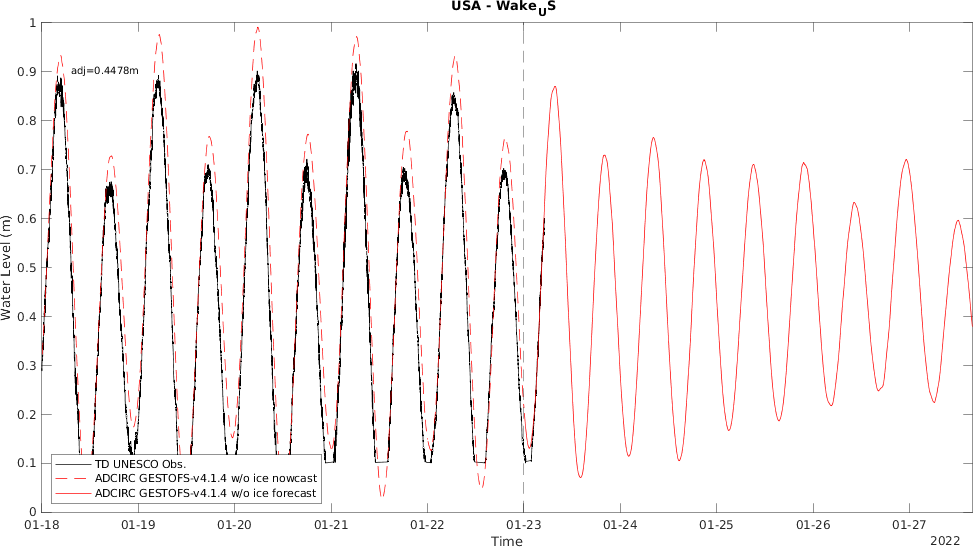 USA - Wake_US
1
0.9
0.8
0.7
0.6
0.5
0.4
0.3
0.2
0.1
0
Water Level (m)
adj=0.4478m
TD UNESCO Obs.
ADCIRC GESTOFS-v4.1.4 w/o ice nowcast
ADCIRC GESTOFS-v4.1.4 w/o ice forecast
01-18 01-19 01-20 01-21 01-22 01-23 01-24 01-25 01-26 01-27
Time
2022